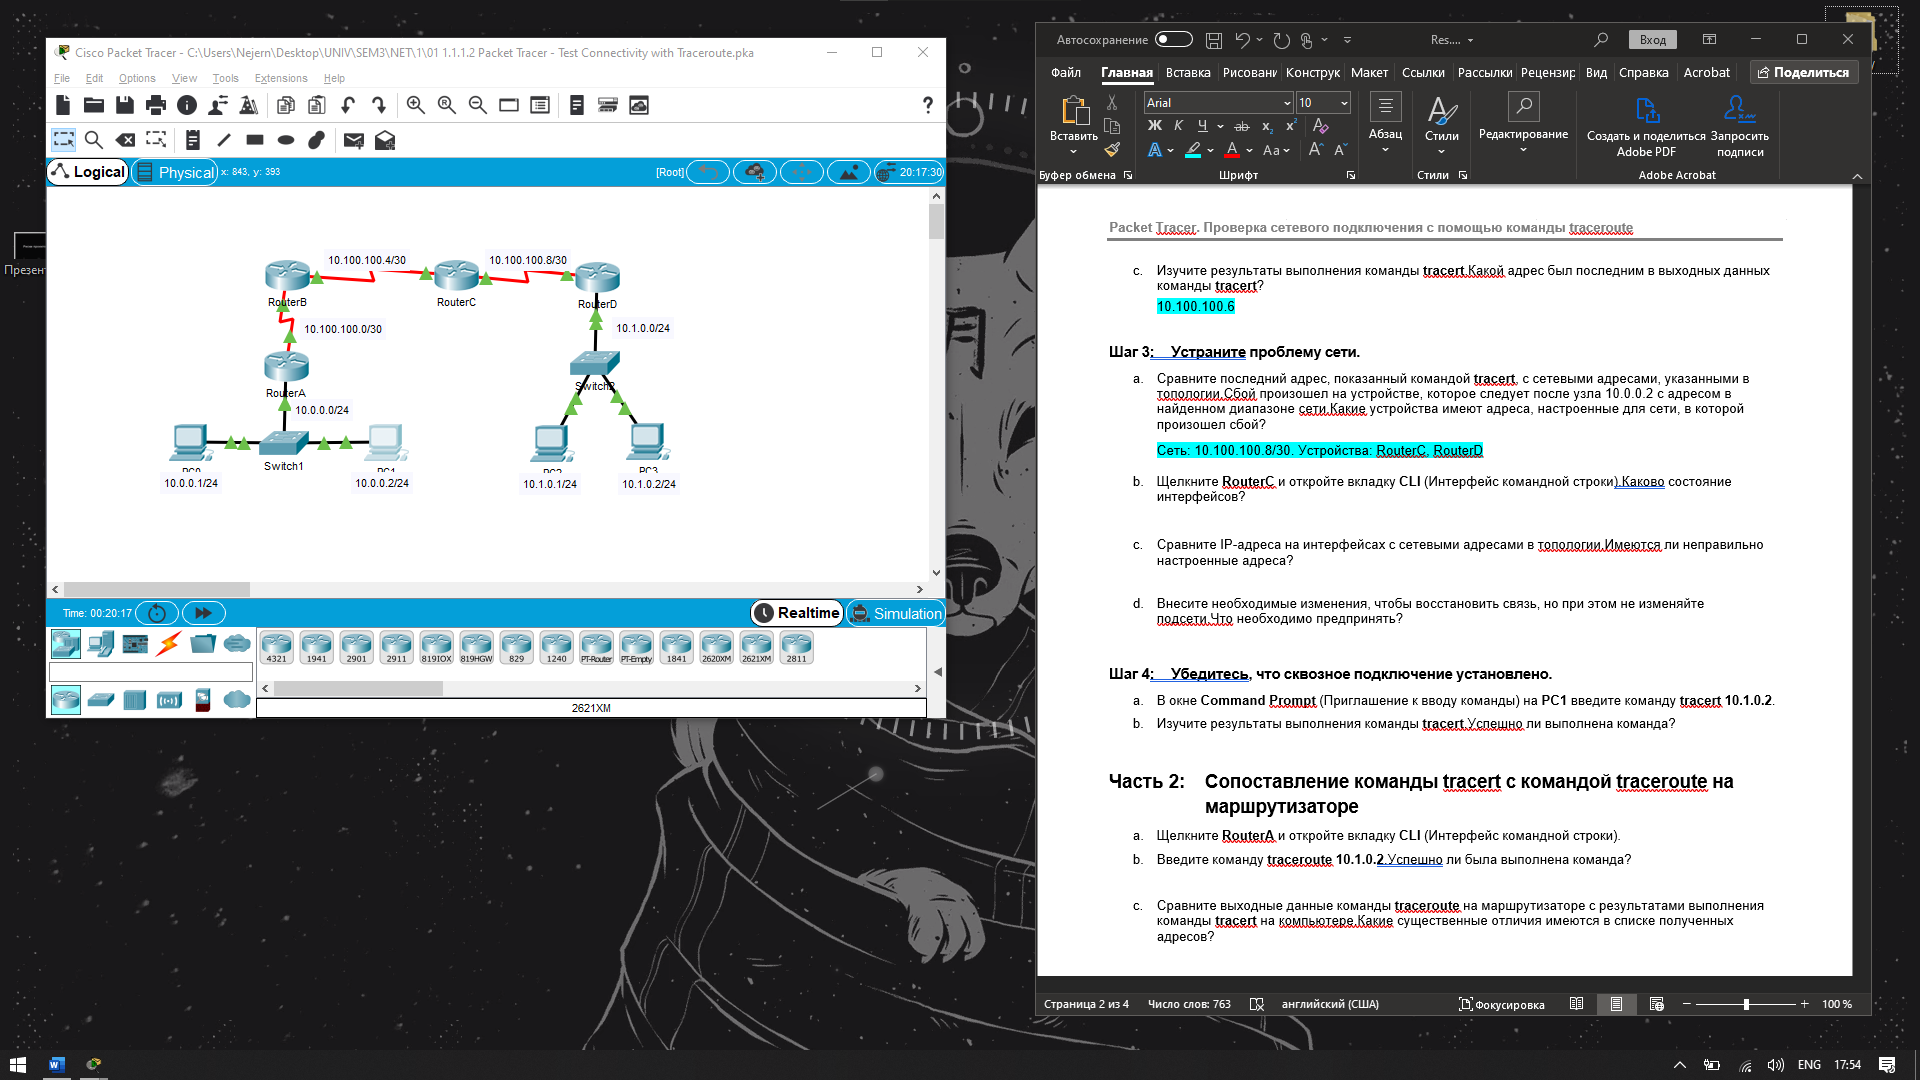 Cisco Packet Tracer - C:\Users\Nejern\Desktop\UNIV\SEM3\NET\1\01 1.1.1.2 Packet Tracer - Test Connectivity with Traceroute.pka
File Edit Options View Tools Extensions Help
?
Logical
Physical x: 843, y: 393
[Root]
20:17:30
10.100.100.4/30
10.100.100.8/30
RouterB
RouterC
RouterD
10.100.100.0/30
10.1.0.0/24
RouterA
Switch2
10.0.0.0/24
Switch1
PC0
PC1
PC2
PC3
10.0.0.1/24
10.0.0.2/24
10.1.0.1/24
10.1.0.2/24
Time: 00:20:17
Realtime
Simulation
4321 1941 2901 2911 819IOX 819HGW 829 1240 PT-Router PT-Empty 1841 2620XM 2621XM 2811
2621XM
Презент
Автосохранение
Res....
Вход
Файл Главная Вставка Рисовани Конструк Макет Ссылки Рассылки Рецензир Вид Справка Acrobat Поделиться
Вставить
Arial 10
Ж К Ч ab x₂ x²
A A Aa A A
Абзац
Стили
Редактирование
Создать и поделиться Adobe PDF
Запросить подписи
Буфер обмена Шрифт Стили Adobe Acrobat
Packet Tracer. Проверка сетевого подключения с помощью команды traceroute
c. Изучите результаты выполнения команды tracert.Какой адрес был последним в выходных данных
команды tracert?
10.100.100.6
Шаг 3: Устраните проблему сети.
a. Сравните последний адрес, показанный командой tracert, с сетевыми адресами, указанными в
топологии.Сбой произошел на устройстве, которое следует после узла 10.0.0.2 с адресом в
найденном диапазоне сети.Какие устройства имеют адреса, настроенные для сети, в которой
произошел сбой?
Сеть: 10.100.100.8/30. Устройства: RouterC, RouterD
b. Щелкните RouterC и откройте вкладку CLI (Интерфейс командной строки).Каково состояние
интерфейсов?
c. Сравните IP-адреса на интерфейсах с сетевыми адресами в топологии.Имеются ли неправильно
настроенные адреса?
d. Внесите необходимые изменения, чтобы восстановить связь, но при этом не изменяйте
подсети.Что необходимо предпринять?
Шаг 4: Убедитесь, что сквозное подключение установлено.
a. В окне Command Prompt (Приглашение к вводу команды) на PC1 введите команду tracert 10.1.0.2.
b. Изучите результаты выполнения команды tracert.Успешно ли выполнена команда?
Часть 2: Сопоставление команды tracert с командой traceroute на
маршрутизаторе
a. Щелкните RouterA и откройте вкладку CLI (Интерфейс командной строки).
b. Введите команду traceroute 10.1.0.2.Успешно ли была выполнена команда?
c. Сравните выходные данные команды traceroute на маршрутизаторе с результатами выполнения
команды tracert на компьютере.Какие существенные отличия имеются в списке полученных
адресов?
Страница 2 из 4 Число слов: 763 английский (США) Фокусировка 100 %
ENG 17:54